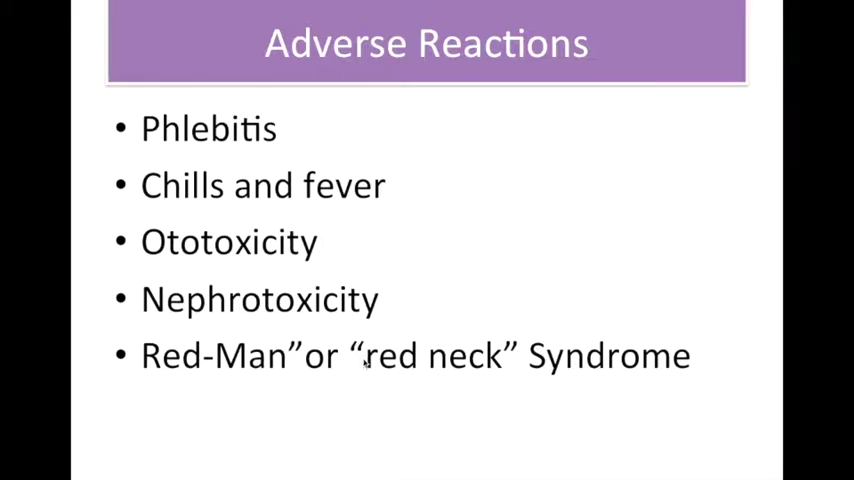 Adverse Reactions
• Phlebitis
• Chills and fever
• Ototoxicity
• Nephrotoxicity
• Red-Man”or “red neck” Syndrome